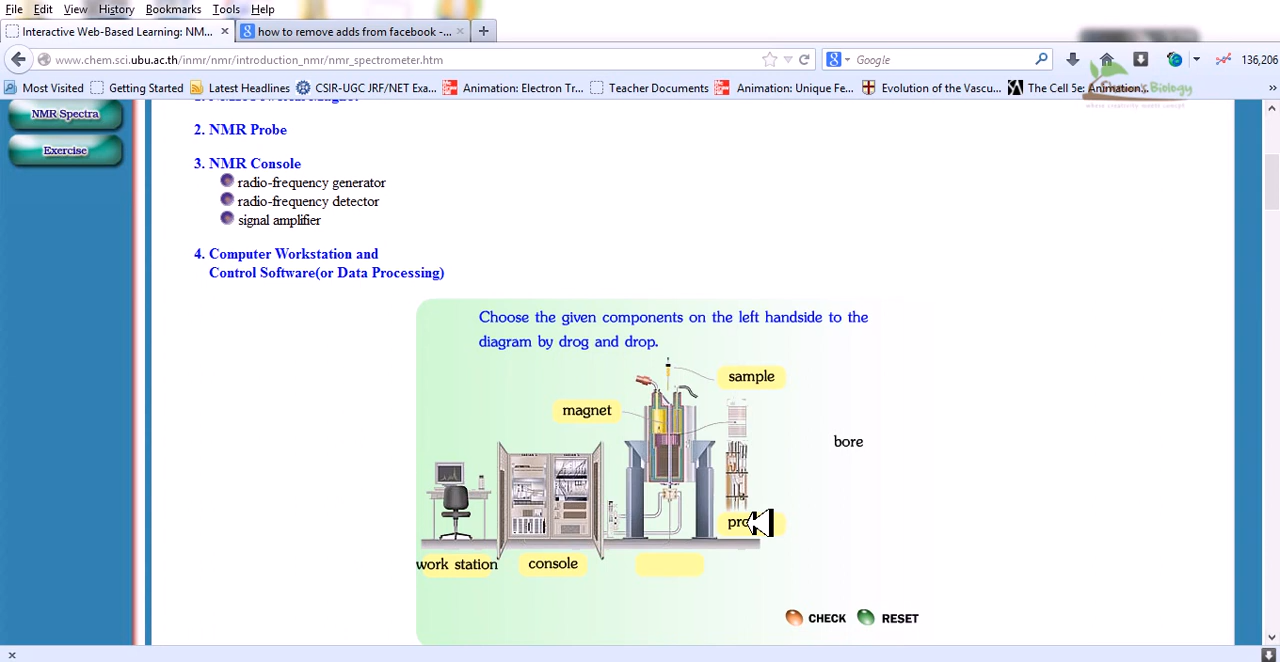 File Edit View History Bookmarks Tools Help
Interactive Web-Based Learning: NM... × how to remove adds from facebook -... × +
www.chem.sci.ubu.ac.th/inmr/nmr/introduction_nmr/nmr_spectrometer.htm Google 136,206
Most Visited Getting Started Latest Headlines CSIR-UGC JRF/NET Exa... Animation: Electron Tr... Teacher Documents Animation: Unique Fe... Evolution of the Vascu... The Cell 5e: Animation... »
Biology
NMR Spectra
2. NMR Probe
Exercise
3. NMR Console
radio-frequency generator
radio-frequency detector
signal amplifier
4. Computer Workstation and
Control Software(or Data Processing)
Choose the given components on the left handside to the
diagram by drog and drop.
sample
magnet
bore
work station console
CHECK RESET